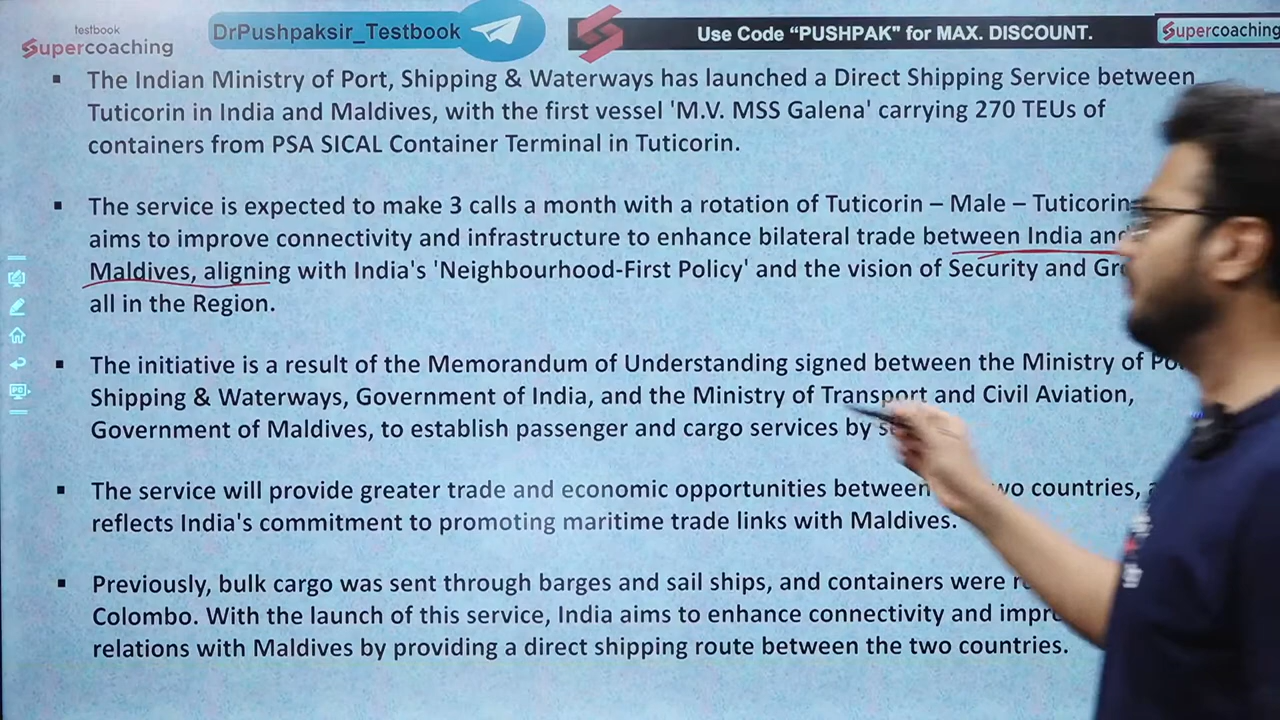 testbook
Supercoaching
DrPushpaksir_Testbook
Use Code “PUSHPAK” for MAX. DISCOUNT.
Supercoaching
▪ The Indian Ministry of Port, Shipping & Waterways has launched a Direct Shipping Service between
Tuticorin in India and Maldives, with the first vessel 'M.V. MSS Galena' carrying 270 TEUs of
containers from PSA SICAL Container Terminal in Tuticorin.
▪ The service is expected to make 3 calls a month with a rotation of Tuticorin – Male – Tuticorin
aims to improve connectivity and infrastructure to enhance bilateral trade between India and
Maldives, aligning with India's 'Neighbourhood-First Policy' and the vision of Security and
all in the Region.
▪ The initiative is a result of the Memorandum of Understanding signed between the Ministry of
Shipping & Waterways, Government of India, and the Ministry of Transport and Civil Aviation,
Government of Maldives, to establish passenger and cargo services by
▪ The service will provide greater trade and economic opportunities between countries,
reflects India's commitment to promoting maritime trade links with Maldives.
▪ Previously, bulk cargo was sent through barges and sail ships, and containers were
Colombo. With the launch of this service, India aims to enhance connectivity and
relations with Maldives by providing a direct shipping route between the two countries.